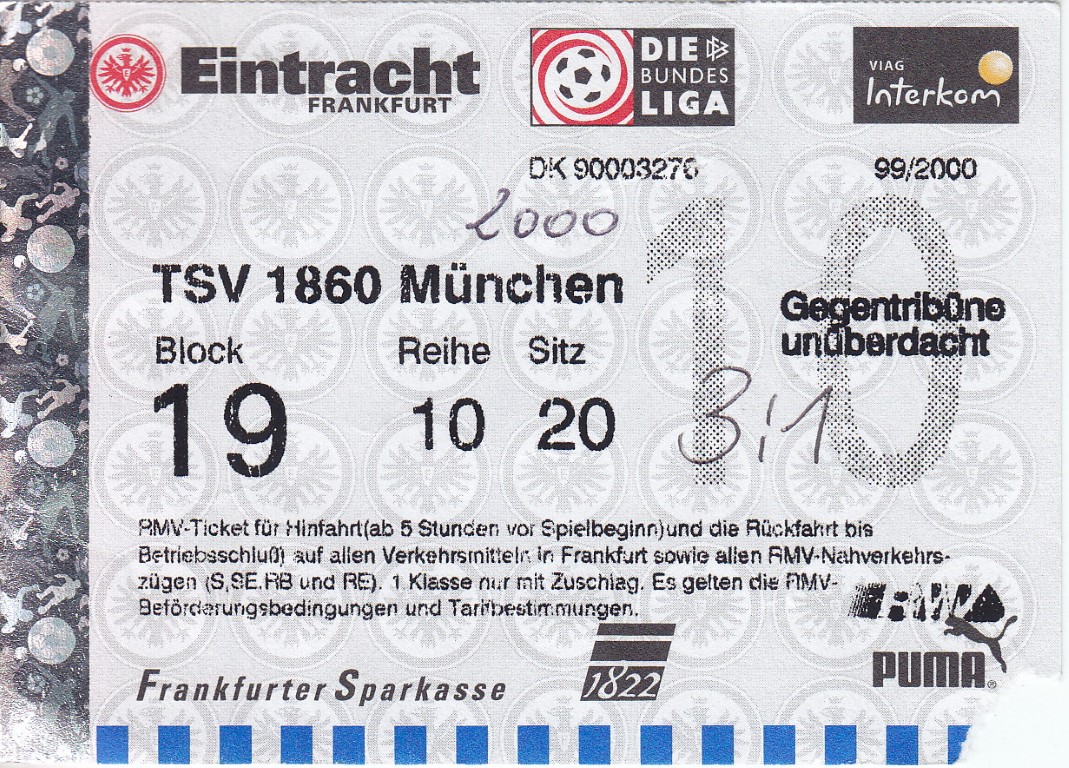 Eintracht
FRANKFURT
DIE
BUNDES
LIGA
VIAG
Interkom
DK 90003276
99/2000
2000
10
TSV 1860 München
Gegentribüne
unüberdacht
Block
Reihe
Sitz
19
10
20
3:1
RMV-Ticket für Hinfahrt(ab 5 Stunden vor Spielbeginn)und die Rückfahrt bis
Betriebsschluß) auf allen Verkehrsmitteln in Frankfurt sowie allen RMV-Nahverkehrs-
zügen (S,SE.RB und RE). 1 Klasse nur mit Zuschlag. Es gelten die RMV-
Beförderungsbedingungen und Tarifbestimmungen.
RMV
Frankfurter Sparkasse
1822
PUMA®